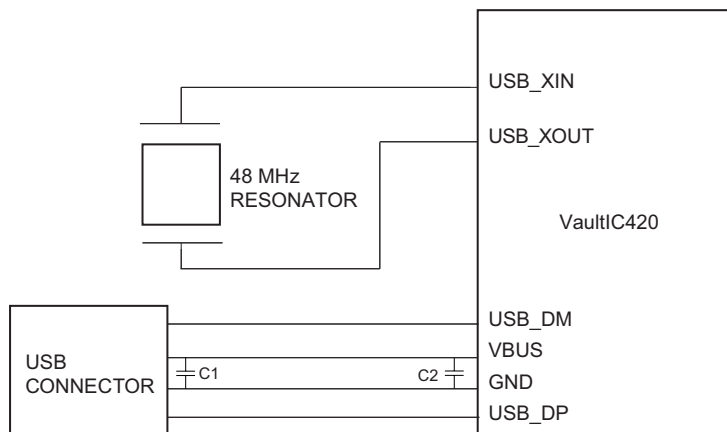 USB_XIN
USB_XOUT
48 MHz
RESONATOR
VaultIC420
USB_DM
USB
CONNECTOR
VBUS
C1
C2
GND
USB_DP